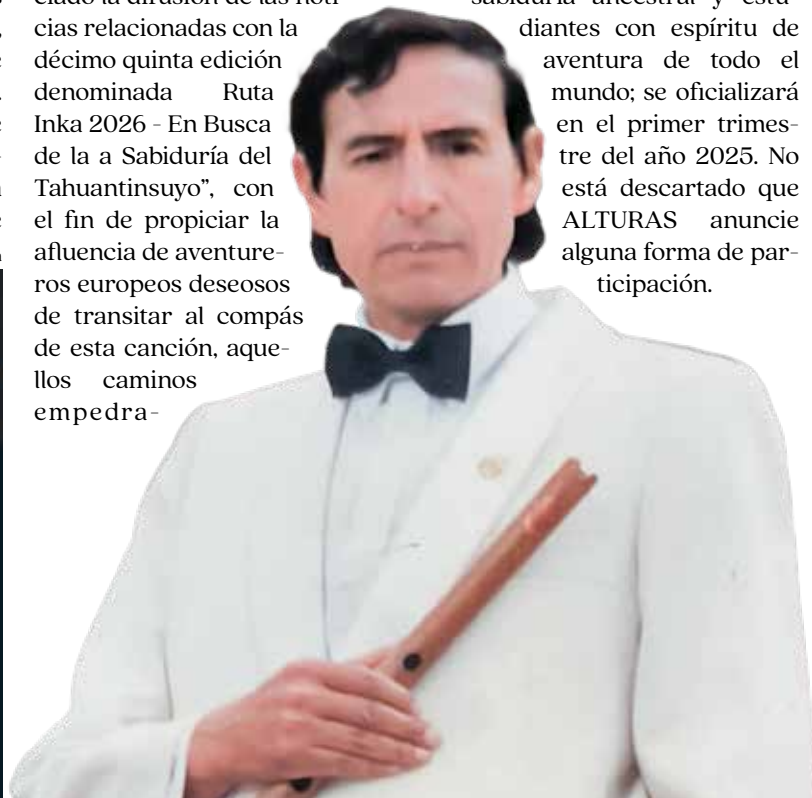 cias relacionadas con la
décimo quinta edición
denominada Ruta
Inka 2026 - En Busca
de la a Sabiduría del
Tahuantinsuyo”, con
el fin de propiciar la
afluencia de aventure-
ros europeos deseosos
de transitar al compás
de esta canción, aque-
llos caminos
empedra-
diantes con espíritu de
aventura de todo el
mundo; se oficializará
en el primer trimes-
tre del año 2025. No
está descartado que
ALTURAS anuncie
alguna forma de par-
ticipación.